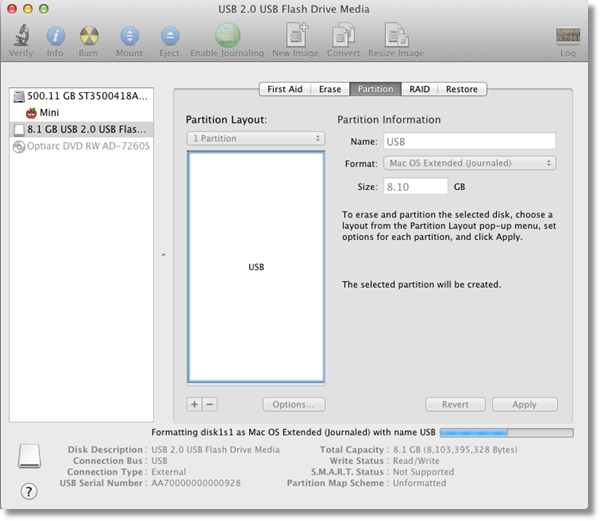 USB 2.0 USB Flash Drive Media
Verify Info Burn Mount Eject Enable Journaling New Image Convert Resize Image Log
First Aid Erase Partition RAID Restore
500.11 GB ST3500418A...
Mini
8.1 GB USB 2.0 USB Flas...
Optiarc DVD RW AD-7260S
Partition Layout:
1 Partition
USB
Options...
Partition Information
Name: USB
Format: Mac OS Extended (Journaled)
Size: 8.10 GB
To erase and partition the selected disk, choose a
layout from the Partition Layout pop-up menu, set
options for each partition, and click Apply.
The selected partition will be created.
Revert Apply
Formatting disk1s1 as Mac OS Extended (Journaled) with name USB
Disk Description : USB 2.0 USB Flash Drive Media
Connection Bus : USB
Connection Type : External
USB Serial Number : AA70000000000928
Total Capacity : 8.1 GB (8,103,395,328 Bytes)
Write Status : Read/Write
S.M.A.R.T. Status : Not Supported
Partition Map Scheme : Unformatted
?